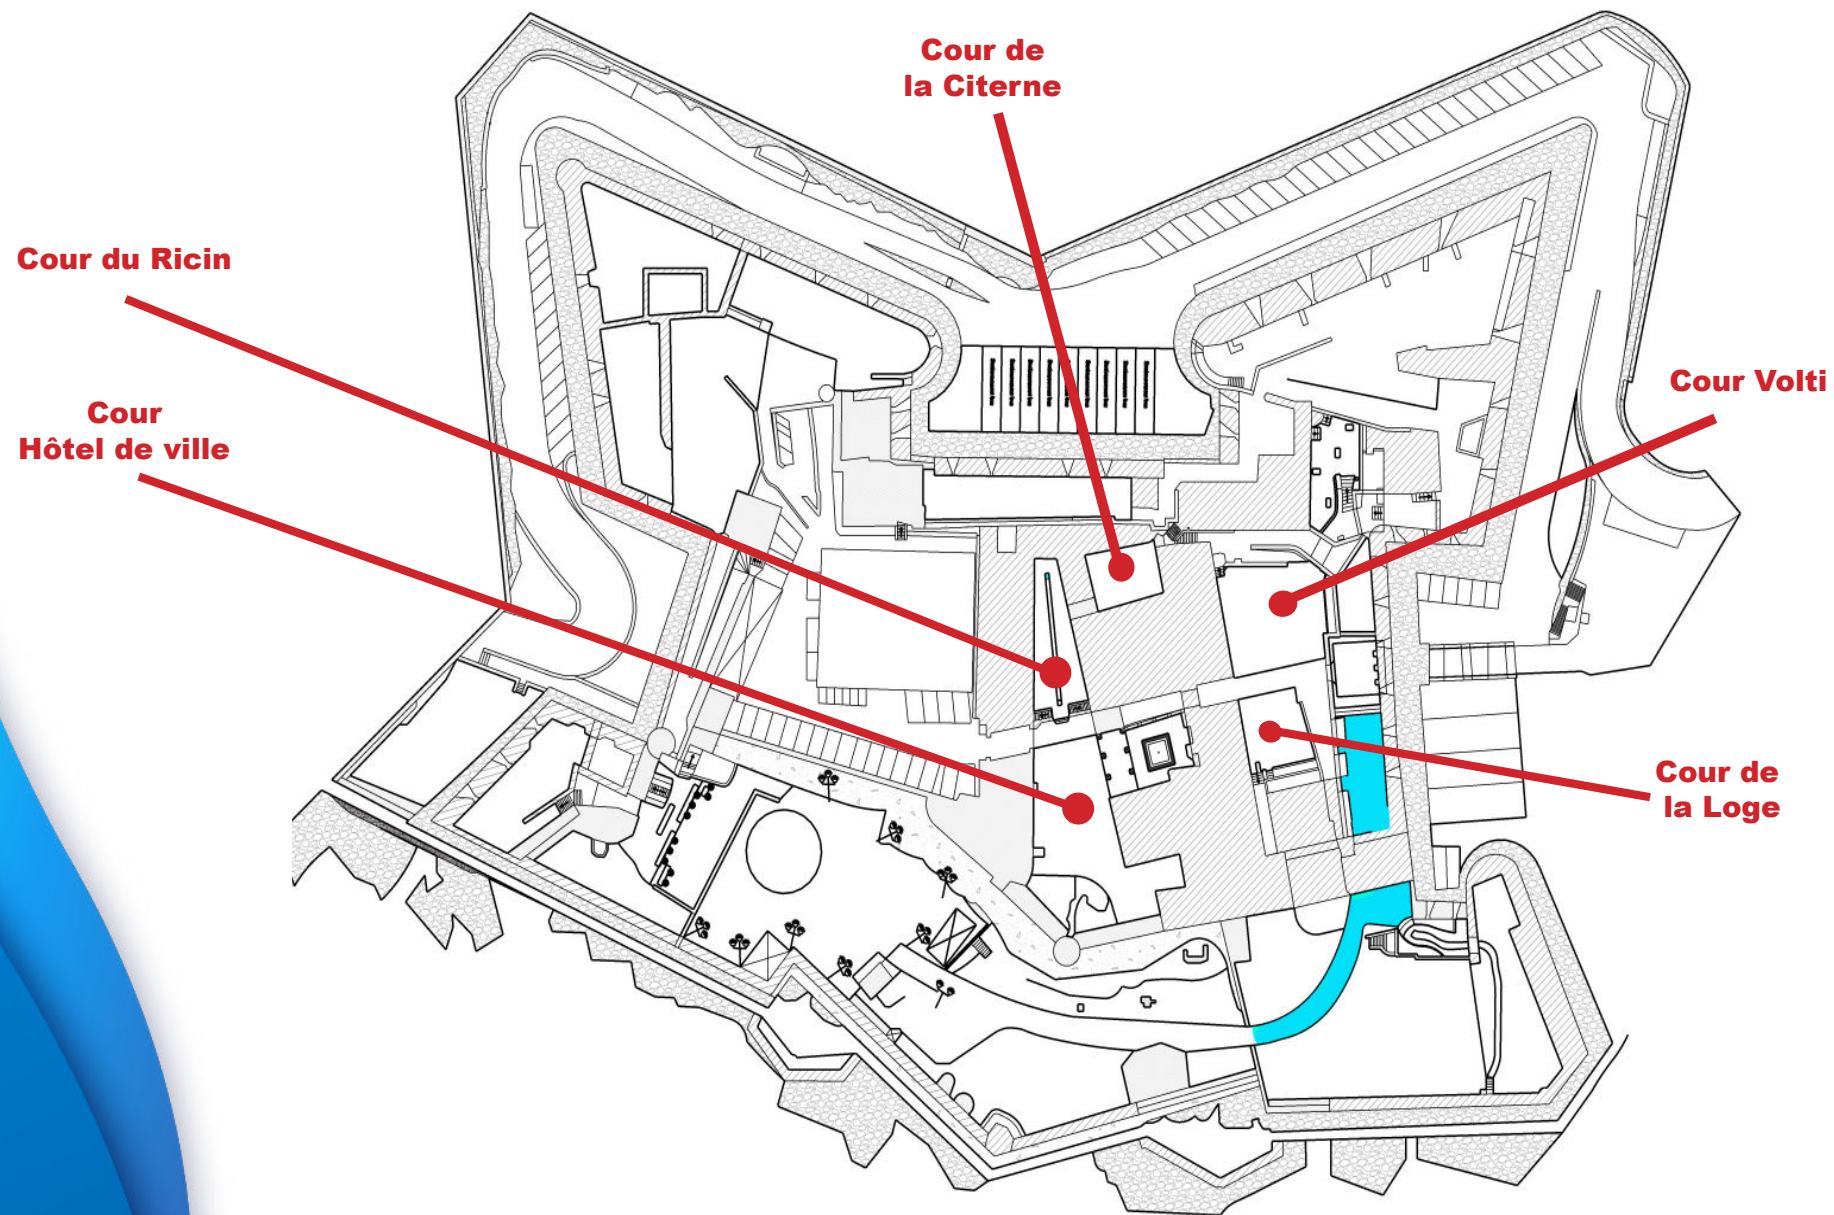 Cour de
la Citerne
Cour du Ricin
Cour Volti
Cour
Hôtel de ville
Cour de
la Loge